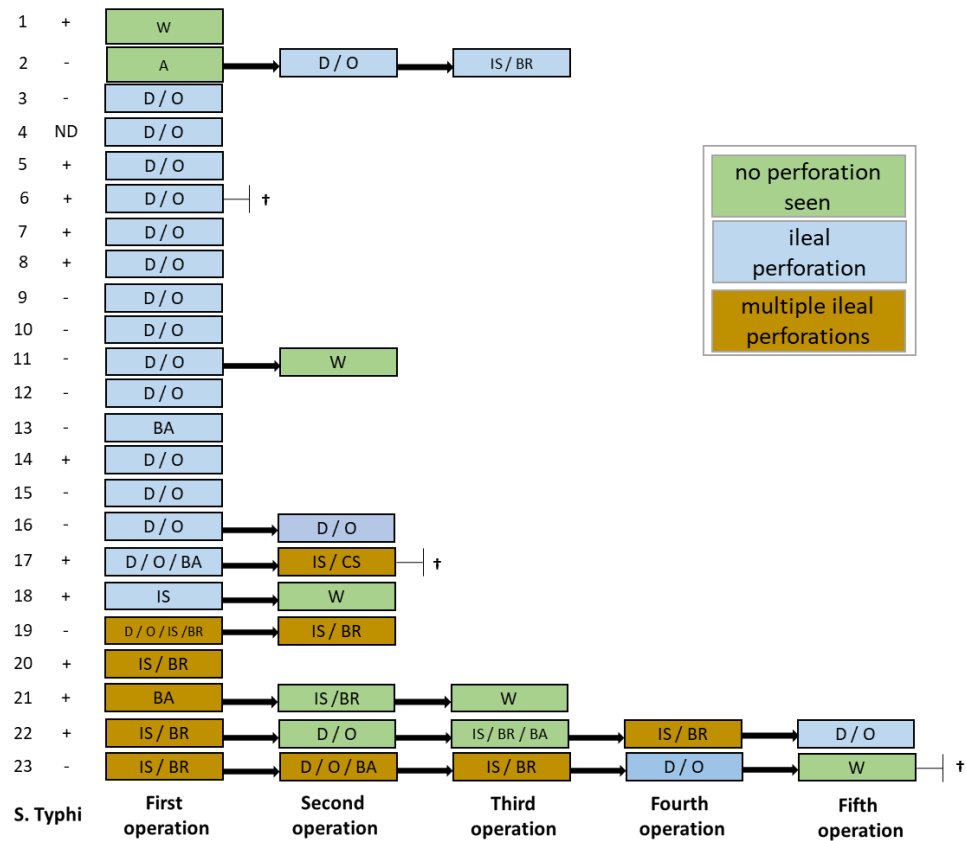 1 + W
2 - A D / O IS / BR
3 - D / O
4 ND D / O
5 + D / O
6 + D / O †
7 + D / O
8 + D / O
9 - D / O
10 - D / O
11 - D / O W
12 - D / O
13 - BA
14 + D / O
15 - D / O
16 - D / O D / O
17 + D / O / BA IS / CS †
18 + IS W
19 - D / O / IS /BR IS / BR
20 + IS / BR
21 + BA IS /BR W
22 + IS / BR D / O IS / BR / BA IS / BR D / O
23 - IS / BR D / O / BA IS / BR D / O W †
S. Typhi
First
operation
Second
operation
Third
operation
Fourth
operation
Fifth
operation
no perforation
seen
ileal
perforation
multiple ileal
perforations